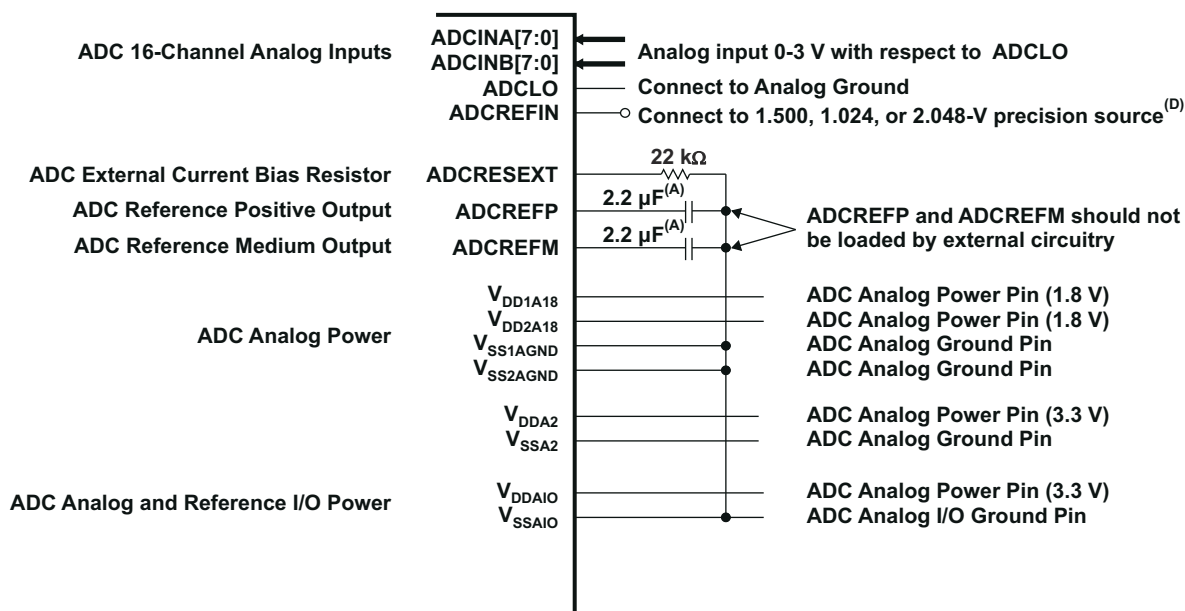 ADC 16-Channel Analog Inputs
ADCINA[7:0]
ADCINB[7:0]
Analog input 0-3 V with respect to ADCLO
ADCLO
Connect to Analog Ground
ADCREFIN
Connect to 1.500, 1.024, or 2.048-V precision source(D)
22 kΩ
ADC External Current Bias Resistor
ADCRESEXT
2.2 µF(A)
ADC Reference Positive Output
ADCREFP
ADC Reference Medium Output
ADCREFM
2.2 µF(A)
ADCREFP and ADCREFM should not
be loaded by external circuitry
ADC Analog Power
VDD1A18
ADC Analog Power Pin (1.8 V)
VDD2A18
ADC Analog Power Pin (1.8 V)
VSS1AGND
ADC Analog Ground Pin
VSS2AGND
ADC Analog Ground Pin
VDDA2
ADC Analog Power Pin (3.3 V)
VSSA2
ADC Analog Ground Pin
ADC Analog and Reference I/O Power
VDDAIO
ADC Analog Power Pin (3.3 V)
VSSAIO
ADC Analog I/O Ground Pin